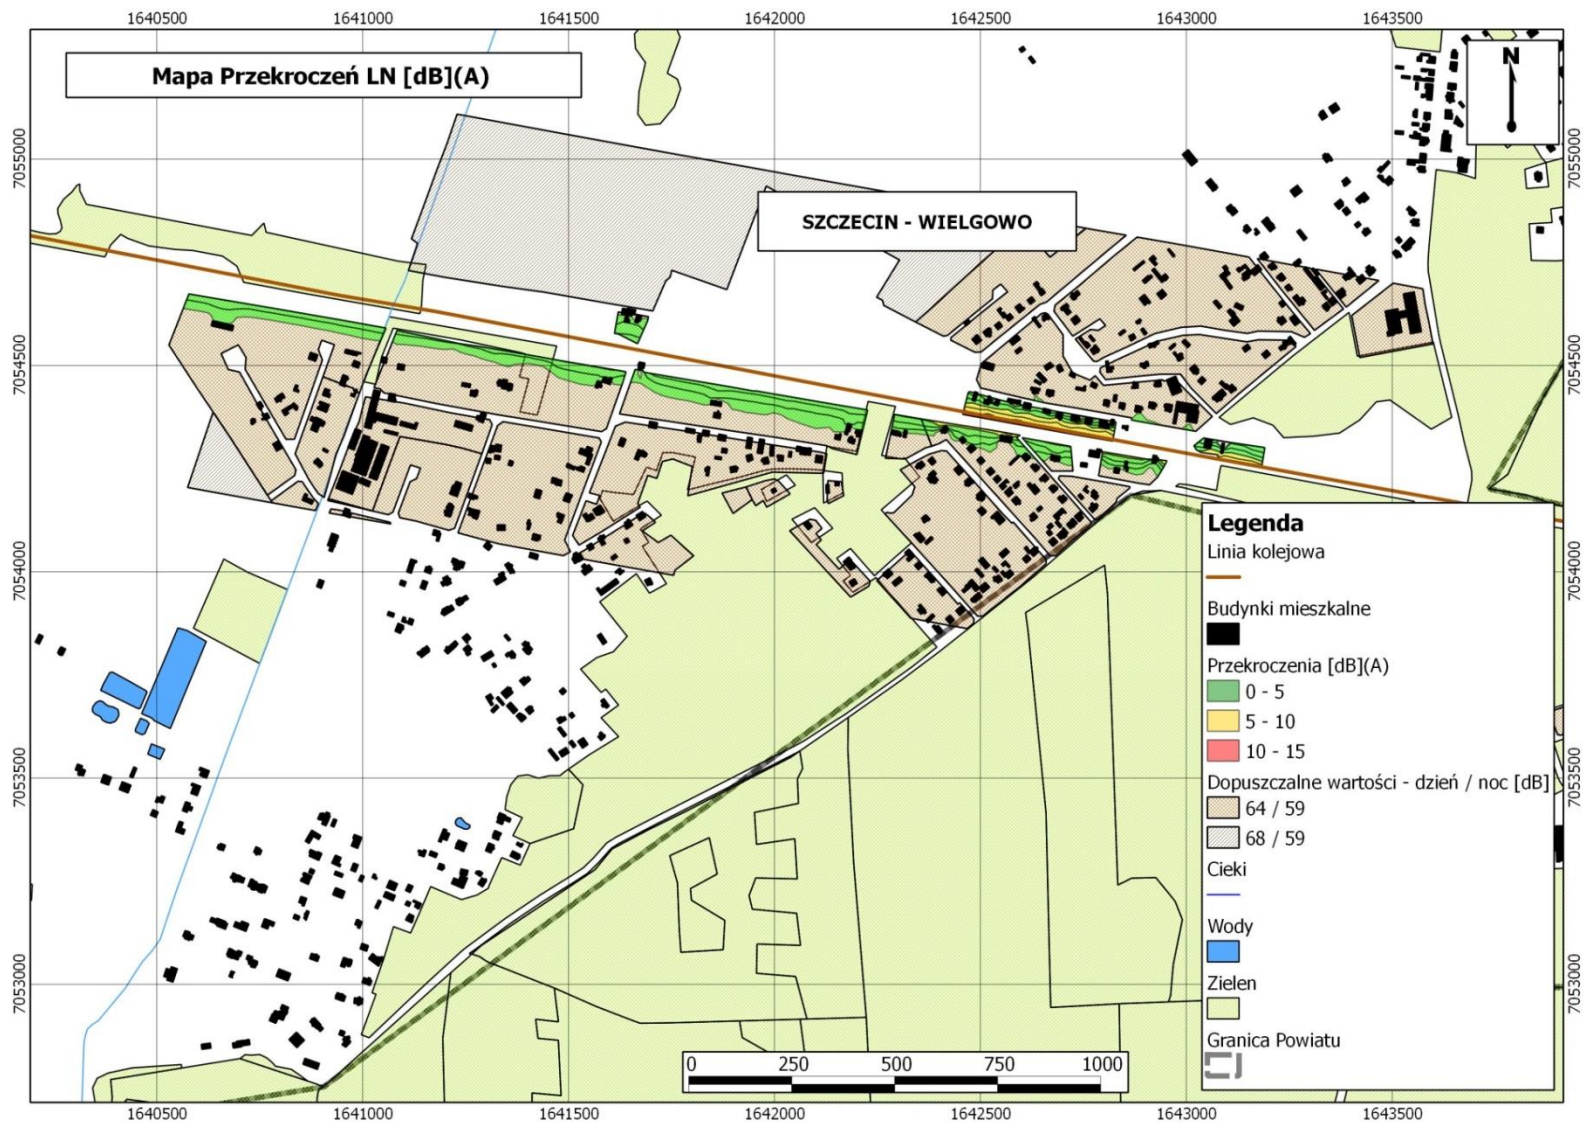 1640500 1641000 1641500 1642000 1642500 1643000 1643500
Mapa Przekroczeń LN [dB](A)
N
SZCZECIN - WIELGOWO
7055000
7054500
7054000
7053500
7053000
7055000
7054500
7054000
7053500
7053000
Legenda
Linia kolejowa
Budynki mieszkalne
Przekroczenia [dB](A)
0 - 5
5 - 10
10 - 15
Dopuszczalne wartości - dzień / noc [dB]
64 / 59
68 / 59
Cieki
Wody
Zielen
Granica Powiatu
0 250 500 750 1000
1640500 1641000 1641500 1642000 1642500 1643000 1643500